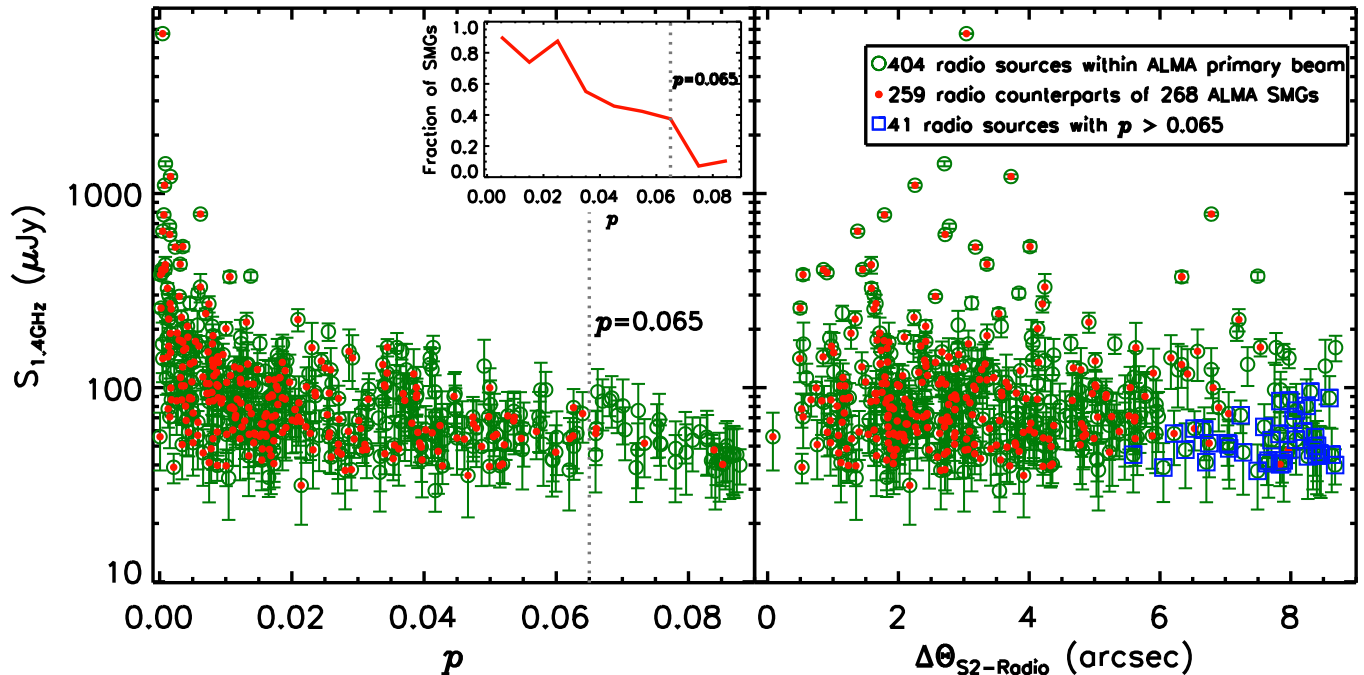 1.0
0.8
0.6
0.4
0.2
0.0
Fraction of SMGs
p=0.065
0.00 0.02 0.04 0.06 0.08
p
404 radio sources within ALMA primary beam
259 radio counterparts of 268 ALMA SMGs
41 radio sources with p > 0.065
1000
100
10
S1.4GHz (μJy)
p=0.065
0.00 0.02 0.04 0.06 0.08
p
0 2 4 6 8
ΔΘS2-Radio (arcsec)